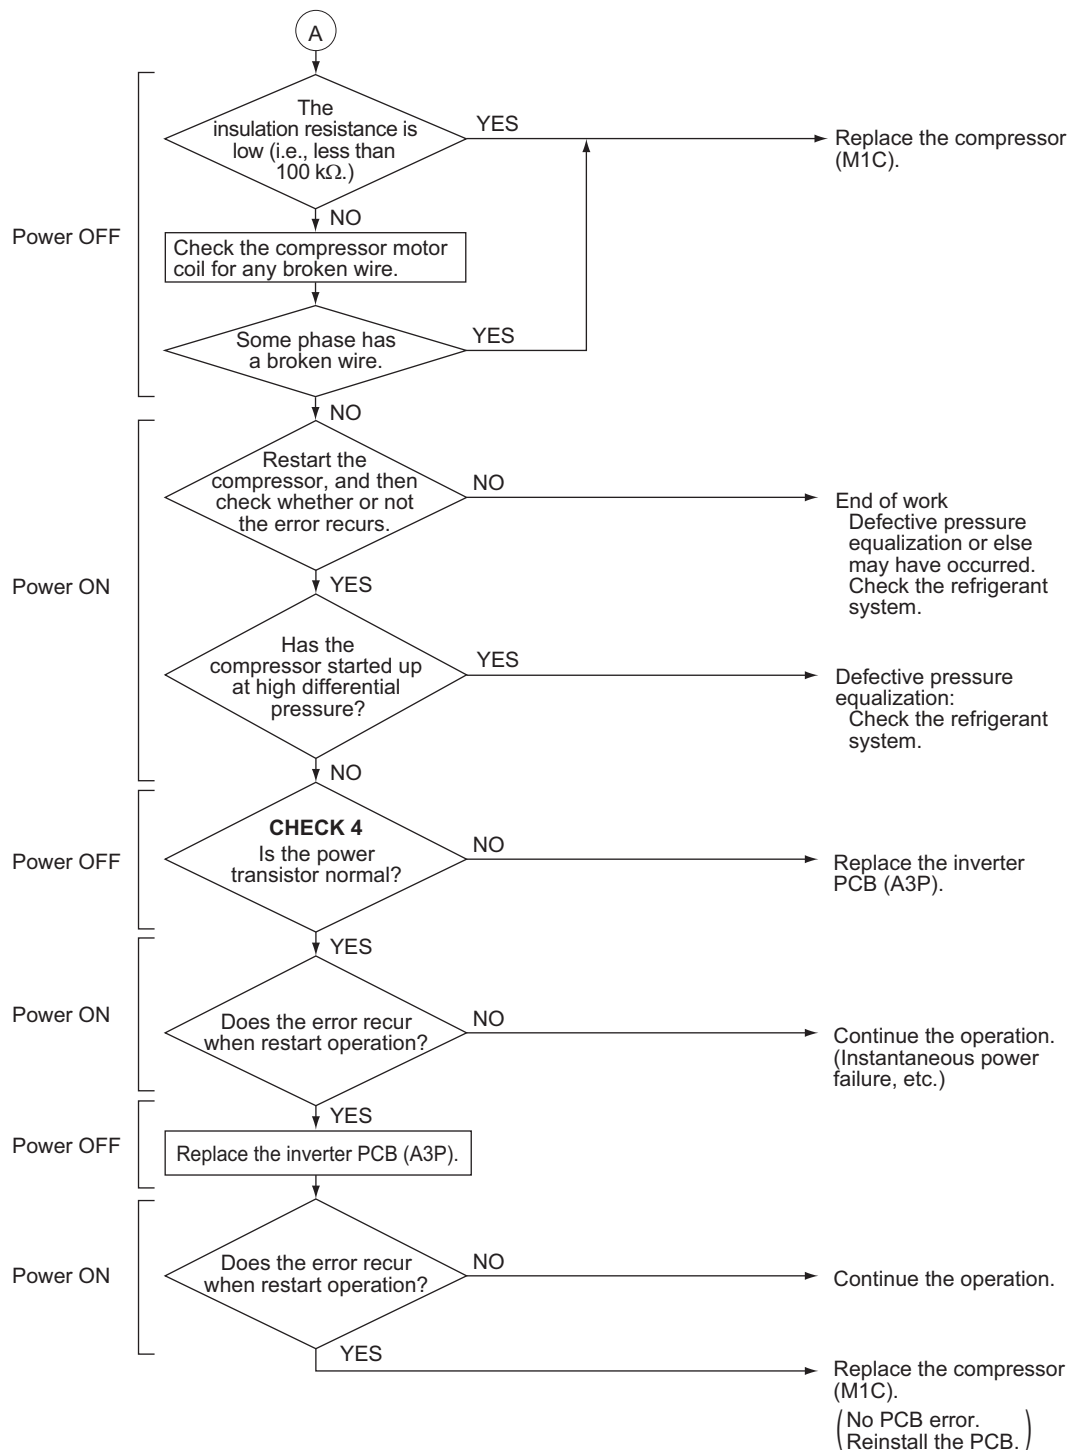 A
The
insulation resistance is
low (i.e., less than
100 kΩ.)
YES
Replace the compressor
(M1C).
NO
Power OFF
Check the compressor motor
coil for any broken wire.
Some phase has
a broken wire.
YES
NO
Restart the
compressor, and then
check whether or not
the error recurs.
NO
End of work
Defective pressure
equalization or else
may have occurred.
Check the refrigerant
system.
Power ON
YES
Has the
compressor started up
at high differential
pressure?
YES
Defective pressure
equalization:
Check the refrigerant
system.
NO
CHECK 4
Is the power
transistor normal?
Power OFF
NO
Replace the inverter
PCB (A3P).
YES
Power ON
Does the error recur
when restart operation?
NO
Continue the operation.
(Instantaneous power
failure, etc.)
YES
Power OFF
Replace the inverter PCB (A3P).
Power ON
Does the error recur
when restart operation?
NO
Continue the operation.
YES
Replace the compressor
(M1C).
(No PCB error.
Reinstall the PCB.)